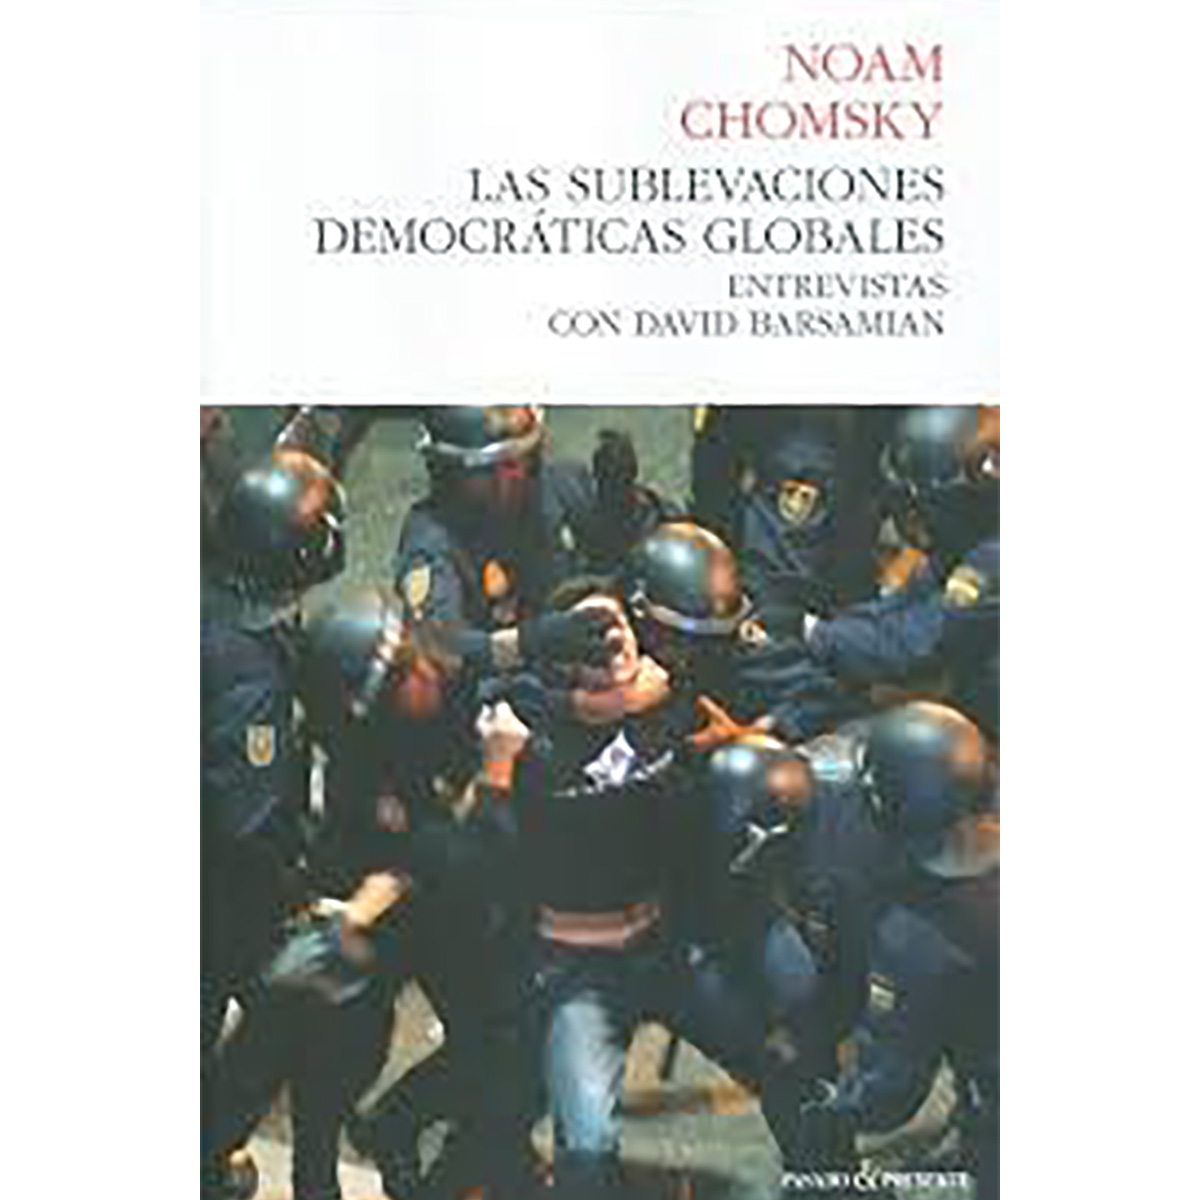 NOAM
CHOMSKY
LAS SUBLEVACIONES
DEMOCRÁTICAS GLOBALES
ENTREVISTAS
CON DAVID BARSAMIAN
PASADO & PRESENTE